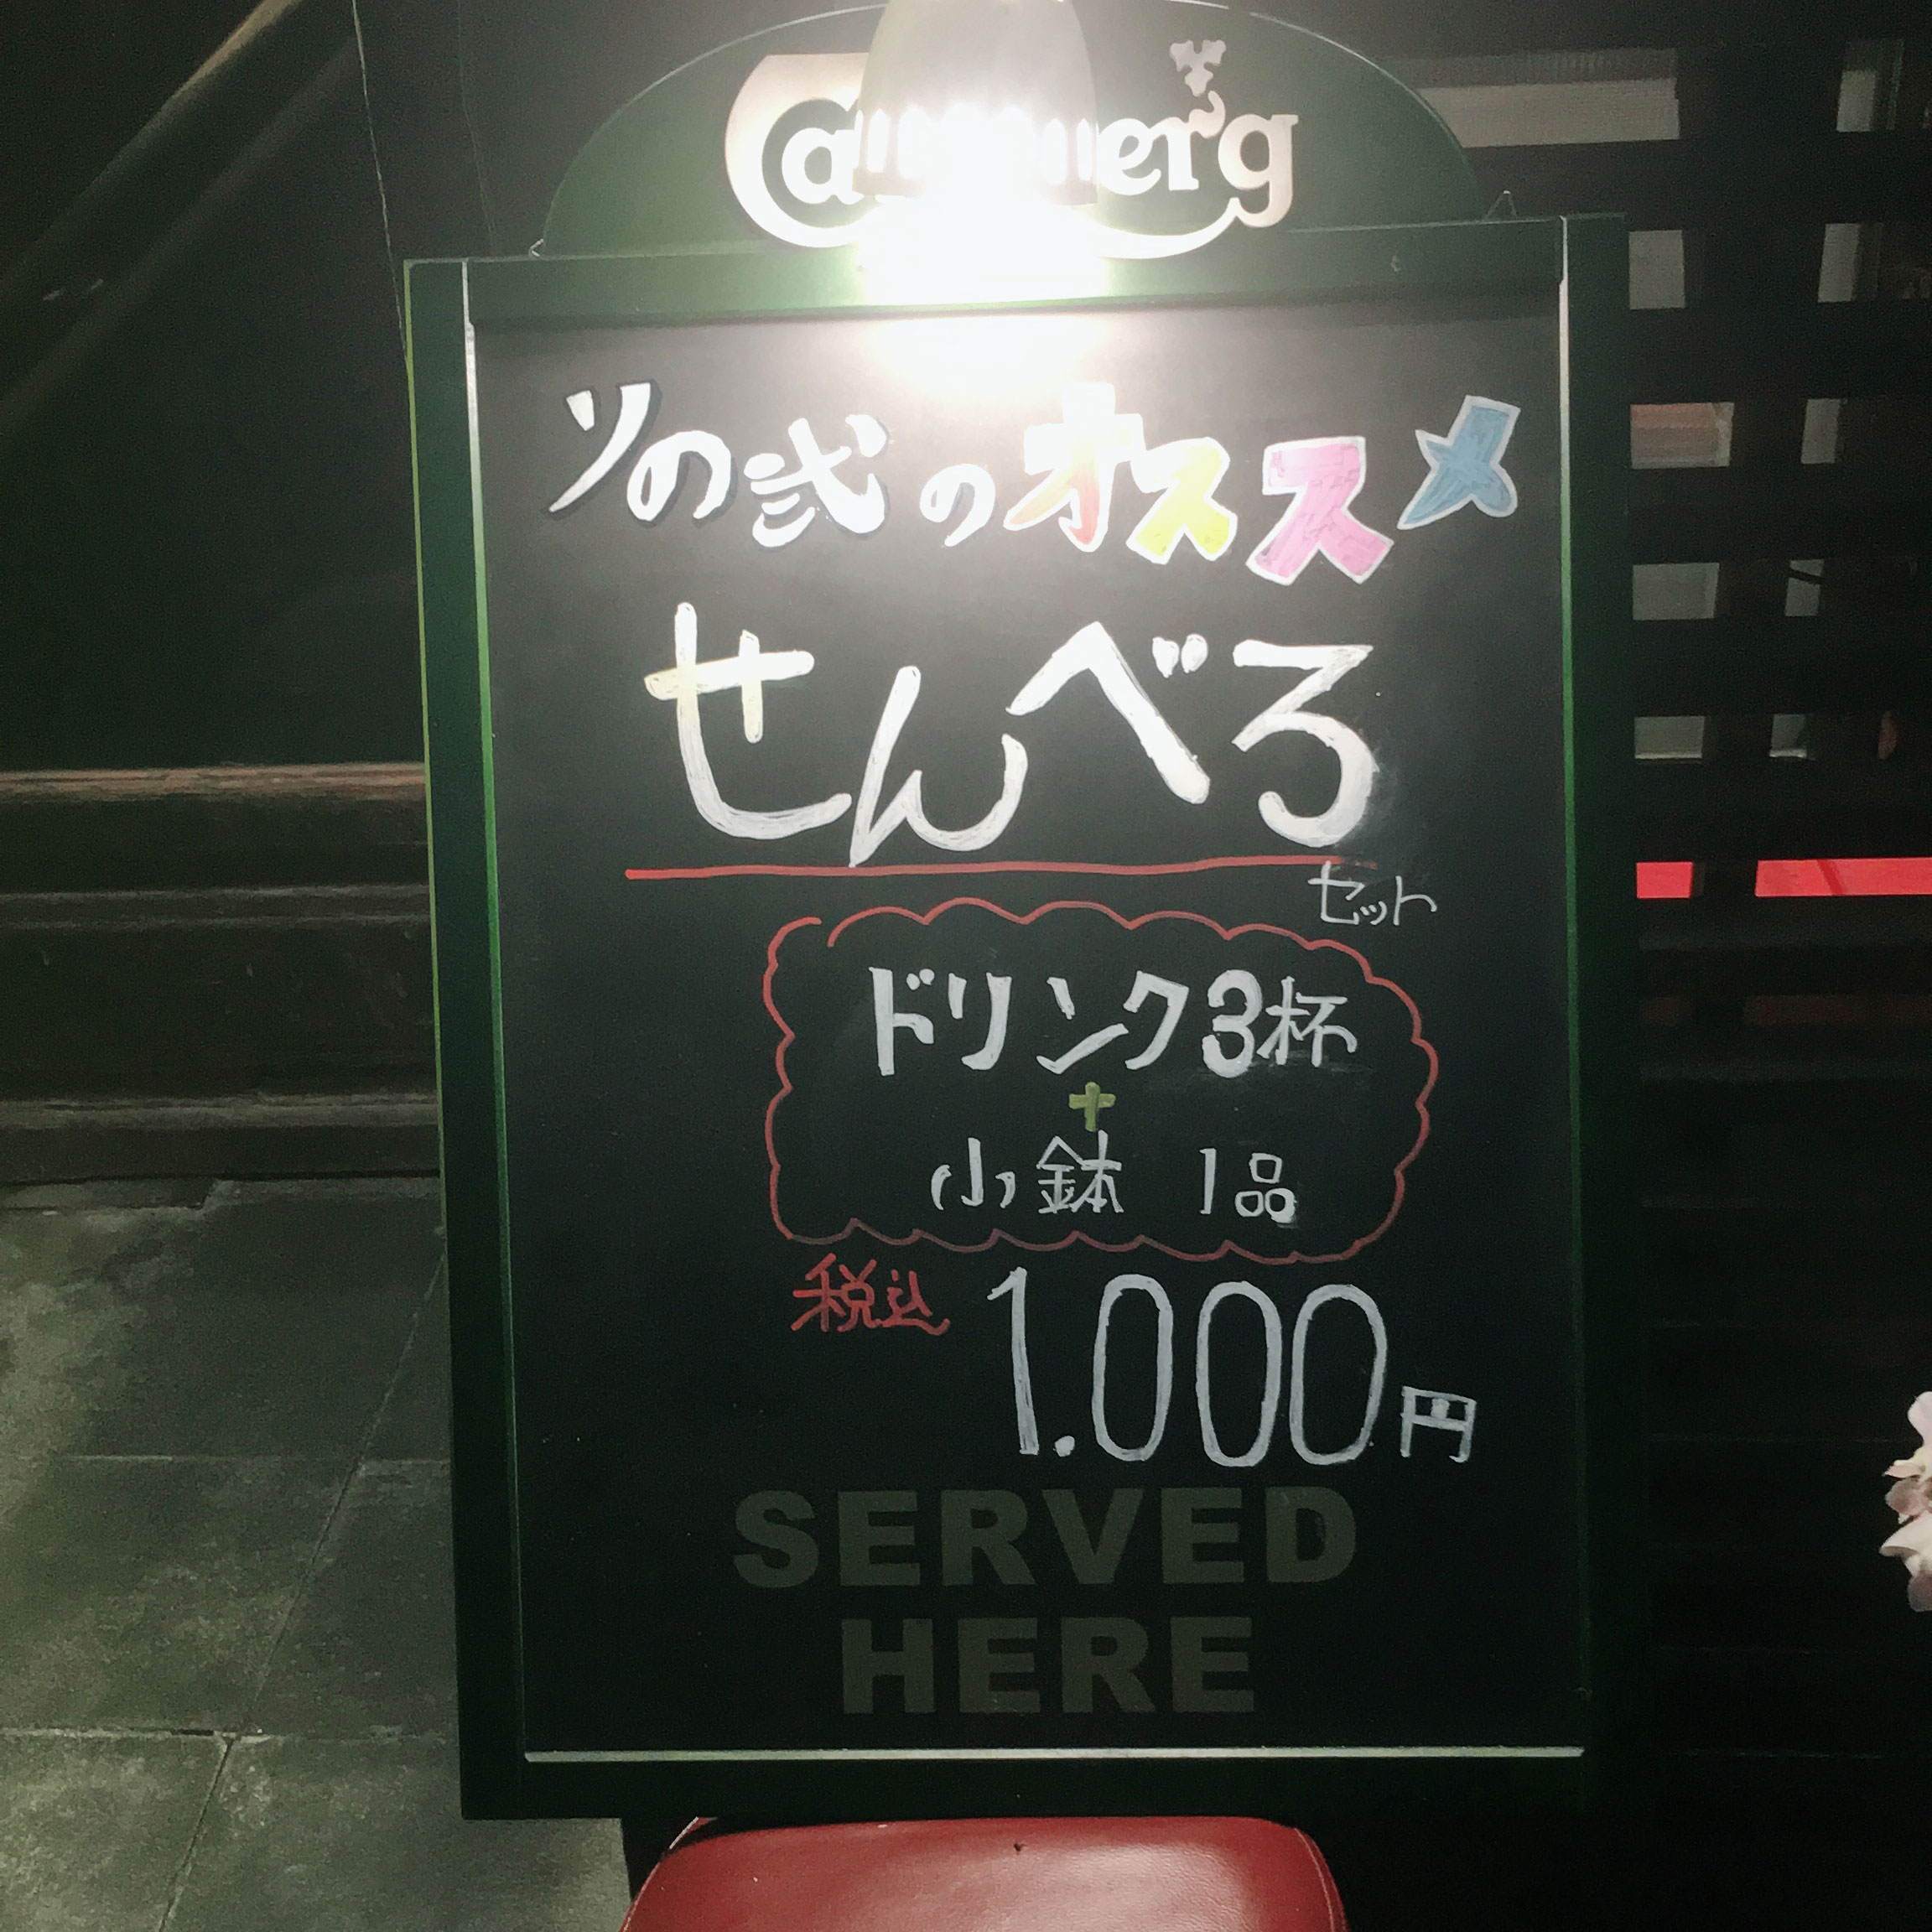 Carlsberg
ソの弐のオススメ
せんべろ
セット
ドリンク3杯
+
小鉢 1品
税込 1.000円
SERVED
HERE